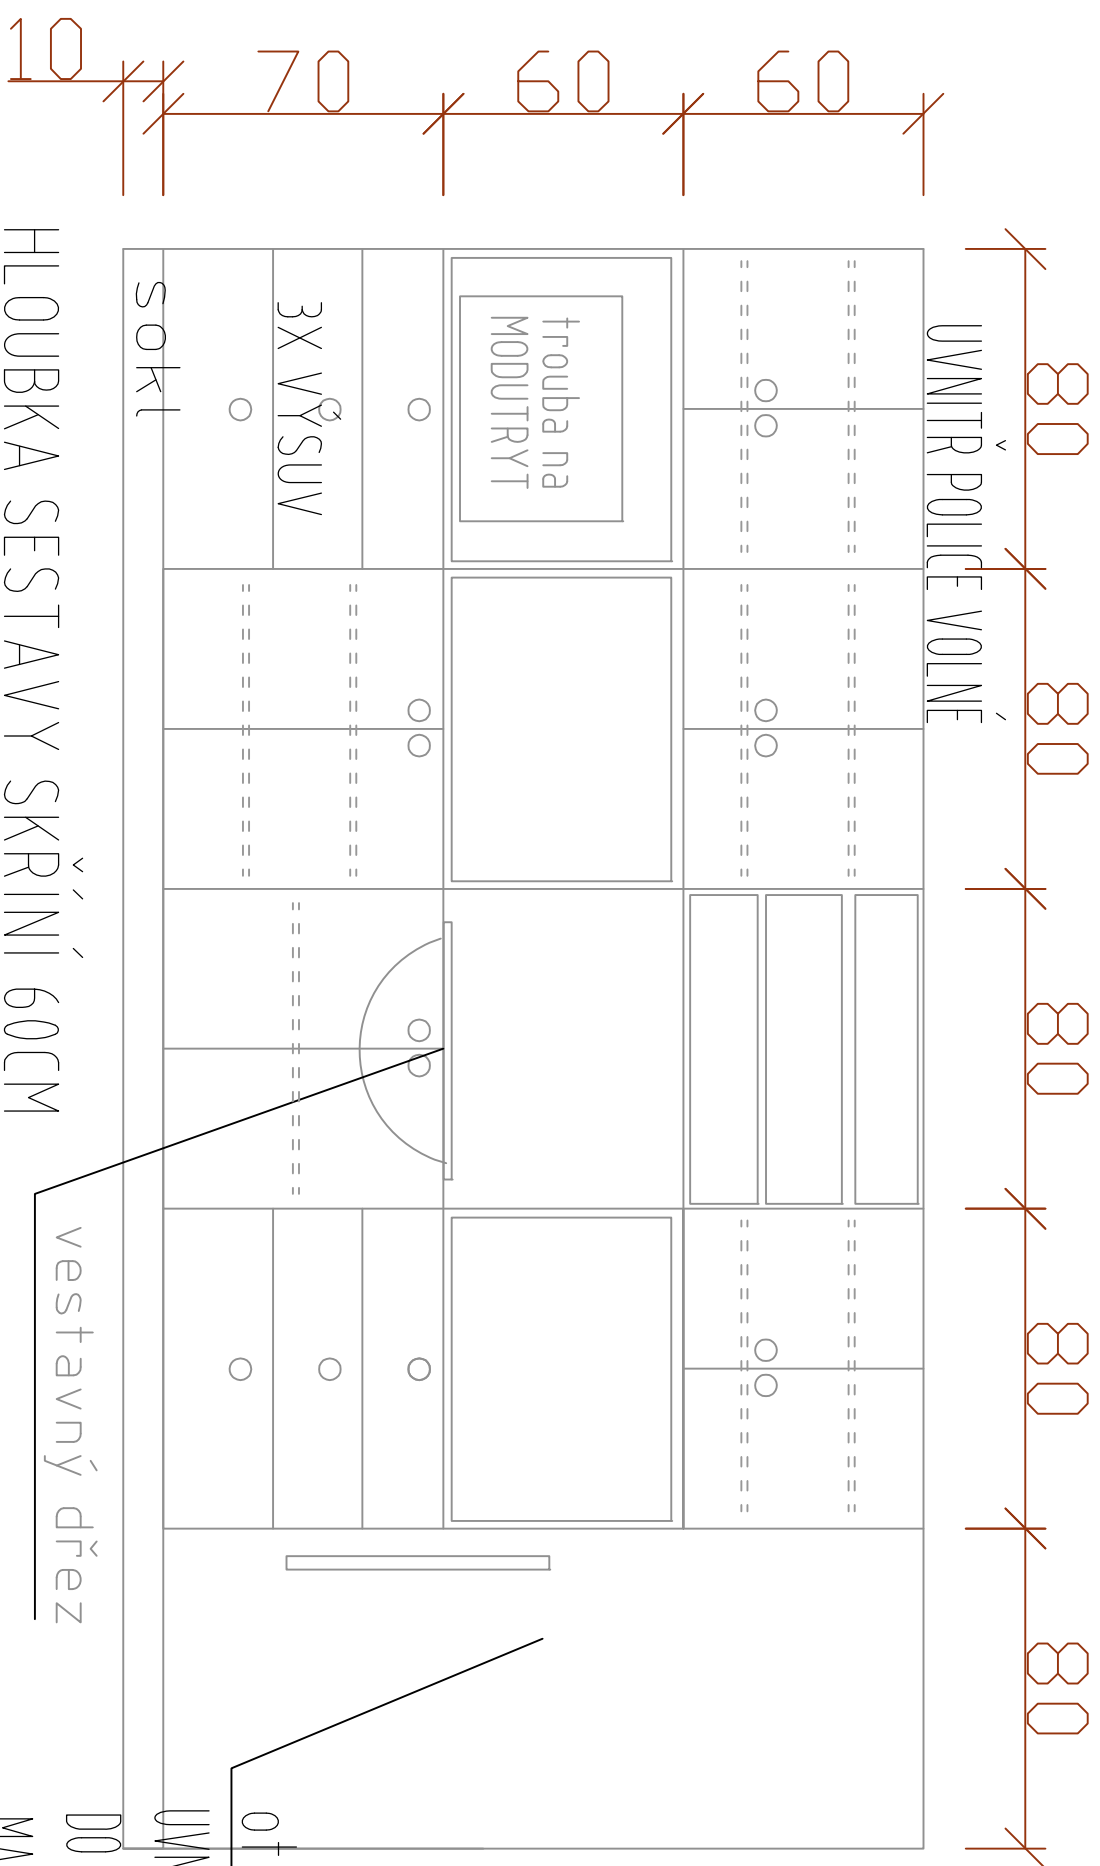 80 80 80 80 80
UVNITŘ POLICE VOLNÉ
60
60
70
10
trouba na
MODUTRYT
3X VÝSUV
sokl
vestavný dřez
HLOUBKA SESTAVY SKŘÍNÍ 60CM
DO